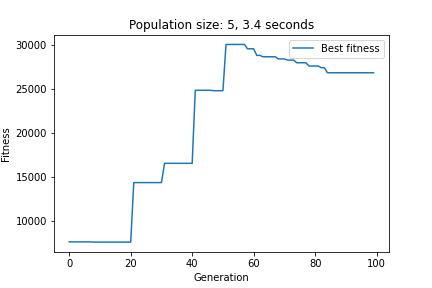 Population size: 5, 3.4 seconds
Best fitness
30000
25000
20000
15000
10000
Fitness
0 20 40 60 80 100
Generation